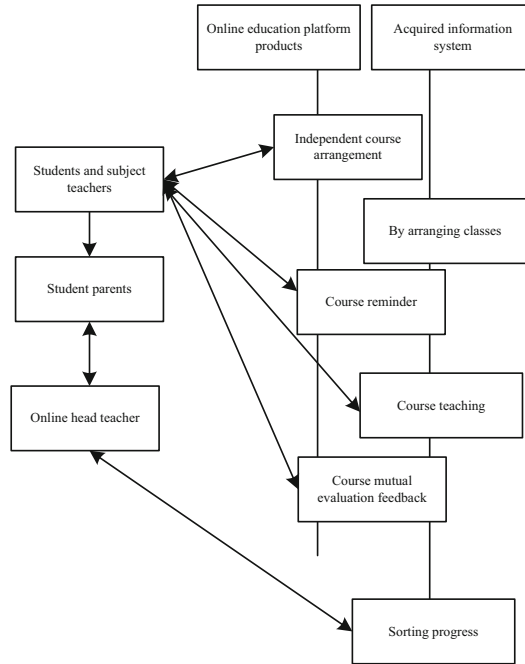 Online education platform
products
Acquired information
system
Independent course
arrangement
Students and subject
teachers
By arranging classes
Student parents
Course reminder
Online head teacher
Course teaching
Course mutual
evaluation feedback
Sorting progress